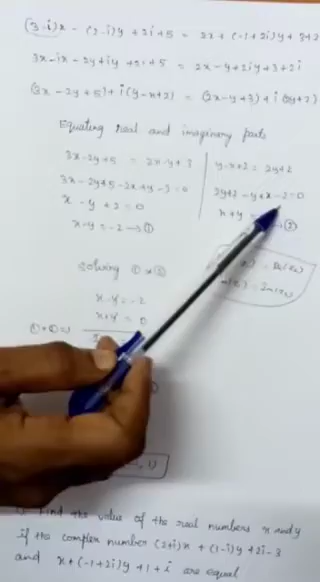 (3-i)x - (2-i)y + 2i + 5 = 2x + (-1+2i)y + 3+2
3x-ix-2y+iy+2i+5 = 2x-y+2iy+3+2i
(3x-2y+5)+i(y-x+2) = (2x-y+3)+i(2y+2)
Equating real and imaginary parts
3x-2y+5 = 2x-y+3
3x-2y+5-2x+y-3=0
x - y + 2 = 0
x-y = -2 → ①
y-x+2 = 2y+2
2y+2-y+x-2=0
x+y = ②
solving ① & ②
x-y = -2
x+y = 0
①+②⇒
, 1)
Find the value of the real numbers x and y
if the complex number (2+i)x + (1-i)y + 2i-3
and x+(-1+2i)y+1+i are equal